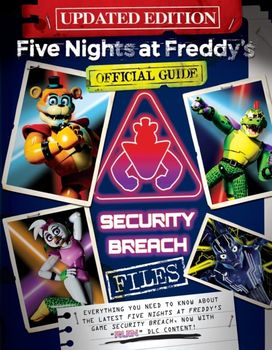 UPDATED EDITION
Five Nights at Freddy's
OFFICIAL GUIDE
SECURITY
BREACH
FILES
EVERYTHING YOU NEED TO KNOW ABOUT
THE LATEST FIVE NIGHTS AT FREDDY'S
GAME SECURITY BREACH, NOW WITH
"RUIN" DLC CONTENT!